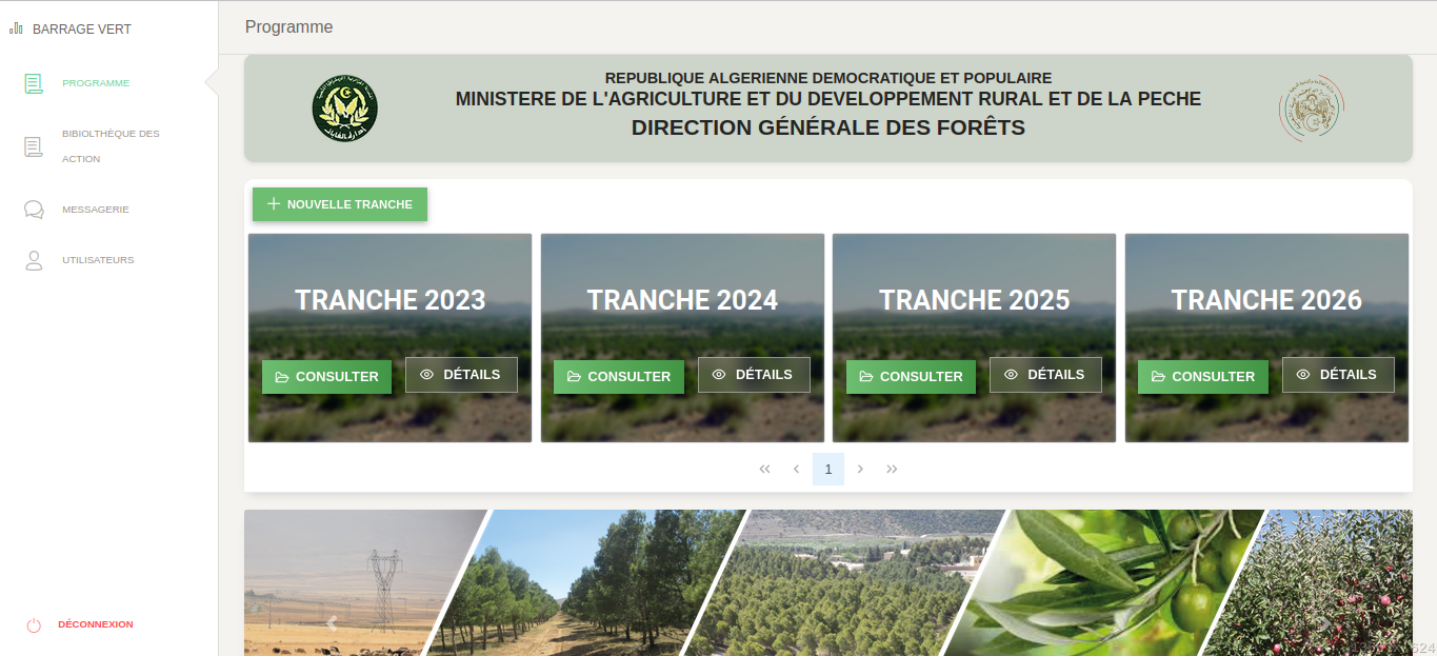 BARRAGE VERT
Programme
PROGRAMME
BIBIOLTHÈQUE DES
ACTION
MESSAGERIE
UTILISATEURS
DÉCONNEXION
REPUBLIQUE ALGERIENNE DEMOCRATIQUE ET POPULAIRE
MINISTERE DE L'AGRICULTURE ET DU DEVELOPPEMENT RURAL ET DE LA PECHE
DIRECTION GÉNÉRALE DES FORÊTS
NOUVELLE TRANCHE
TRANCHE 2023
CONSULTER DÉTAILS
TRANCHE 2024
CONSULTER DÉTAILS
TRANCHE 2025
CONSULTER DÉTAILS
TRANCHE 2026
CONSULTER DÉTAILS
1